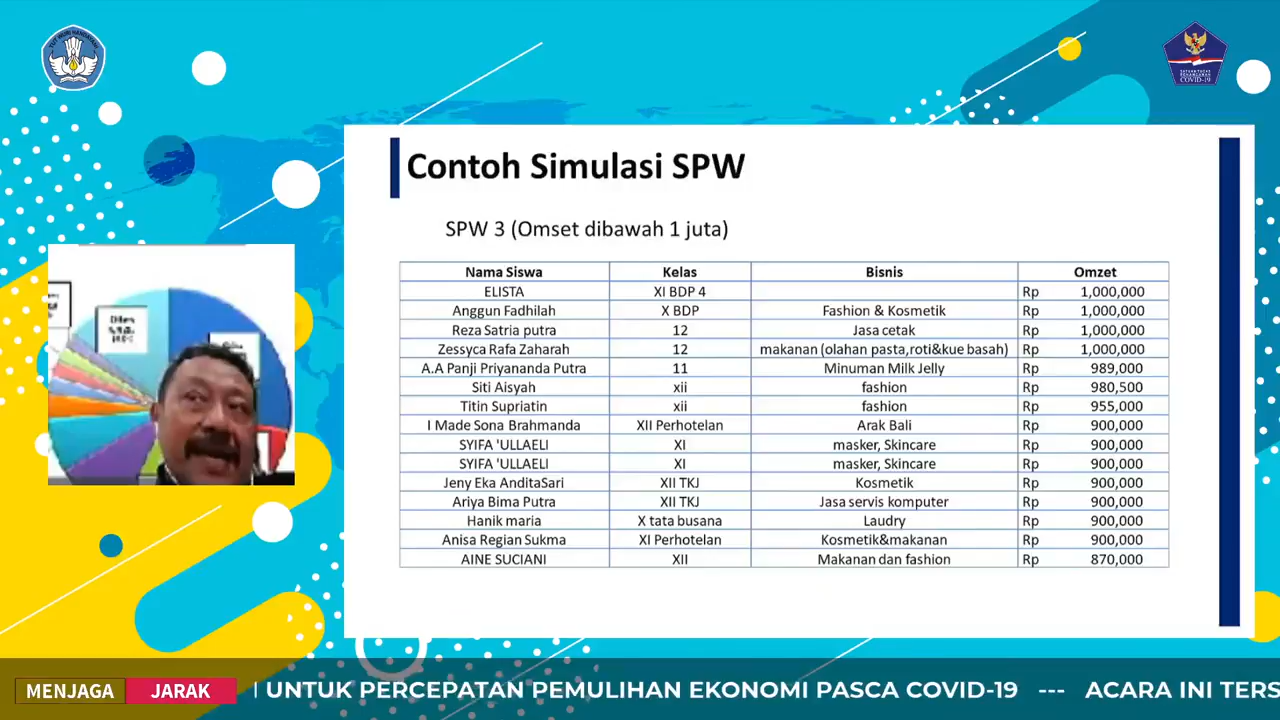 TUT WURI HANDAYANI
SATUAN TUGAS
PENANGANAN
COVID-19
Contoh Simulasi SPW
SPW 3 (Omset dibawah 1 juta)
Nama Siswa Kelas Bisnis Omzet
ELISTA XI BDP 4 Rp 1,000,000
Anggun Fadhilah X BDP Fashion & Kosmetik Rp 1,000,000
Reza Satria putra 12 Jasa cetak Rp 1,000,000
Zessyca Rafa Zaharah 12 makanan (olahan pasta,roti&kue basah) Rp 1,000,000
A.A Panji Priyananda Putra 11 Minuman Milk Jelly Rp 989,000
Siti Aisyah xii fashion Rp 980,500
Titin Supriatin xii fashion Rp 955,000
I Made Sona Brahmanda XII Perhotelan Arak Bali Rp 900,000
SYIFA 'ULLAELI XI masker, Skincare Rp 900,000
SYIFA 'ULLAELI XI masker, Skincare Rp 900,000
Jeny Eka AnditaSari XII TKJ Kosmetik Rp 900,000
Ariya Bima Putra XII TKJ Jasa servis komputer Rp 900,000
Hanik maria X tata busana Laudry Rp 900,000
Anisa Regian Sukma XI Perhotelan Kosmetik&makanan Rp 900,000
AINE SUCIANI XII Makanan dan fashion Rp 870,000
MENJAGA JARAK UNTUK PERCEPATAN PEMULIHAN EKONOMI PASCA COVID-19 --- ACARA INI TERS